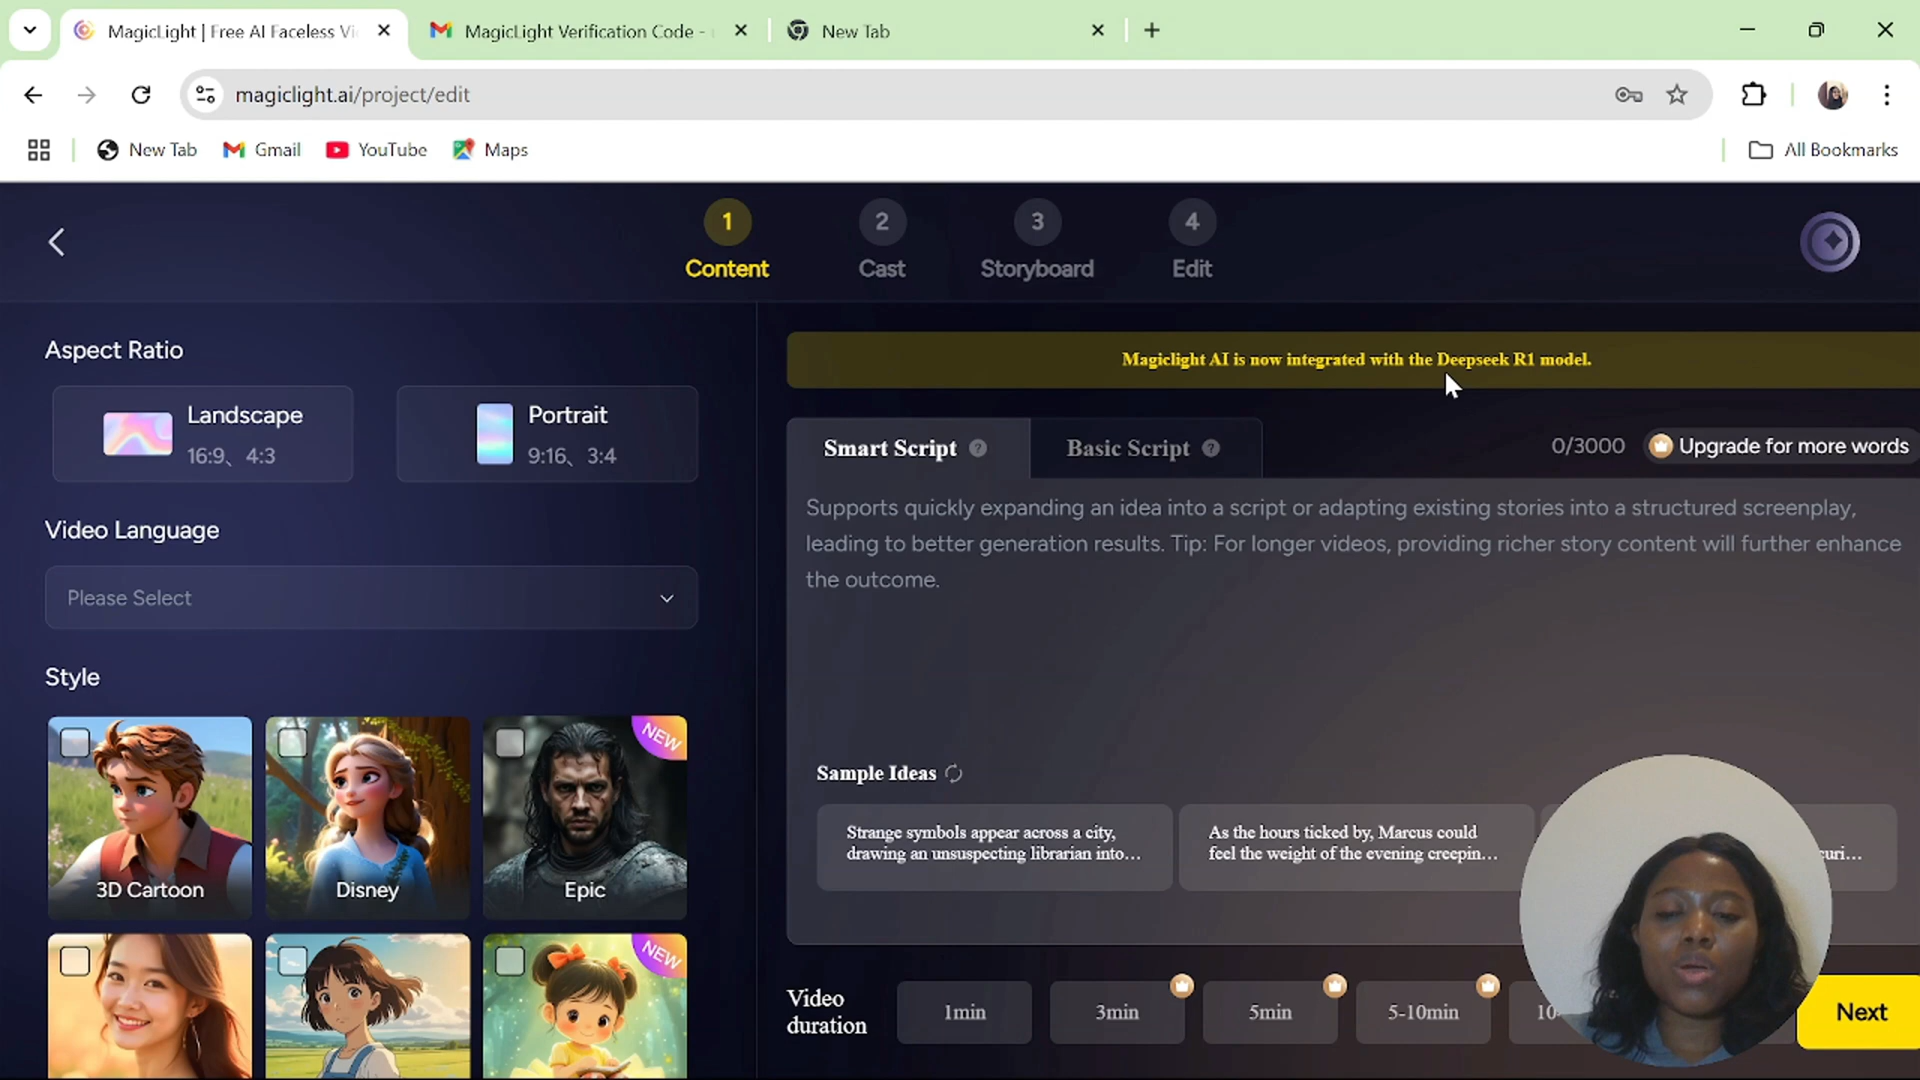 MagicLight | Free AI Faceless Vi
MagicLight Verification Code -
New Tab
magiclight.ai/project/edit
New Tab
Gmail
YouTube
Maps
All Bookmarks
1
2
3
4
Content
Cast
Storyboard
Edit
Aspect Ratio
Landscape
16:9、4:3
Portrait
9:16、3:4
Video Language
Please Select
Style
3D Cartoon
Disney
NEW
Epic
NEW
Magiclight AI is now integrated with the Deepseek R1 model.
Smart Script ?
Basic Script ?
0/3000
Upgrade for more words
Supports quickly expanding an idea into a script or adapting existing stories into a structured screenplay,
leading to better generation results. Tip: For longer videos, providing richer story content will further enhance
the outcome.
Sample Ideas
Strange symbols appear across a city,
drawing an unsuspecting librarian into...
As the hours ticked by, Marcus could
feel the weight of the evening creepin...
Video
duration
1min
3min
5min
5-10min
10-
Next